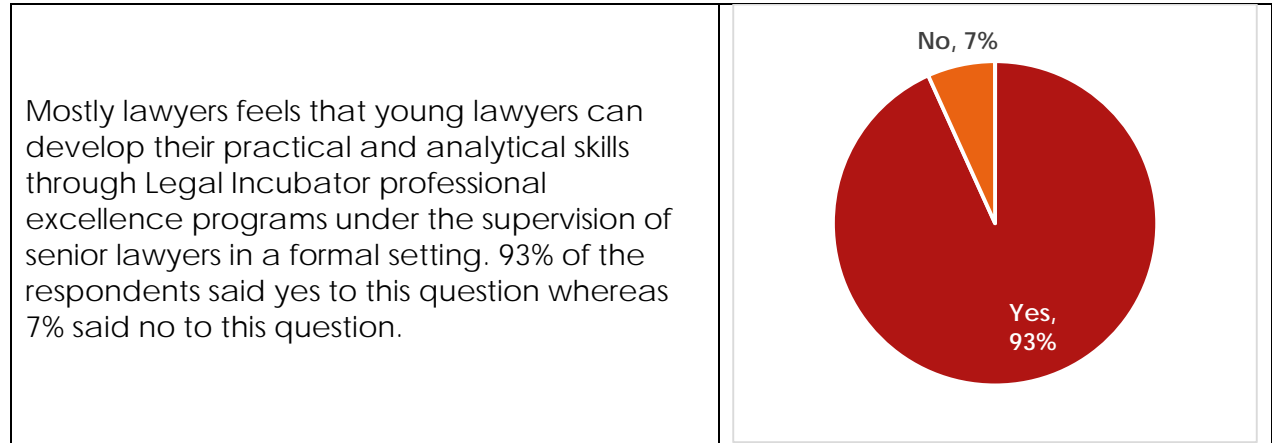 Mostly lawyers feels that young lawyers can
develop their practical and analytical skills
through Legal Incubator professional
excellence programs under the supervision of
senior lawyers in a formal setting. 93% of the
respondents said yes to this question whereas
7% said no to this question.
No, 7%
Yes,
93%